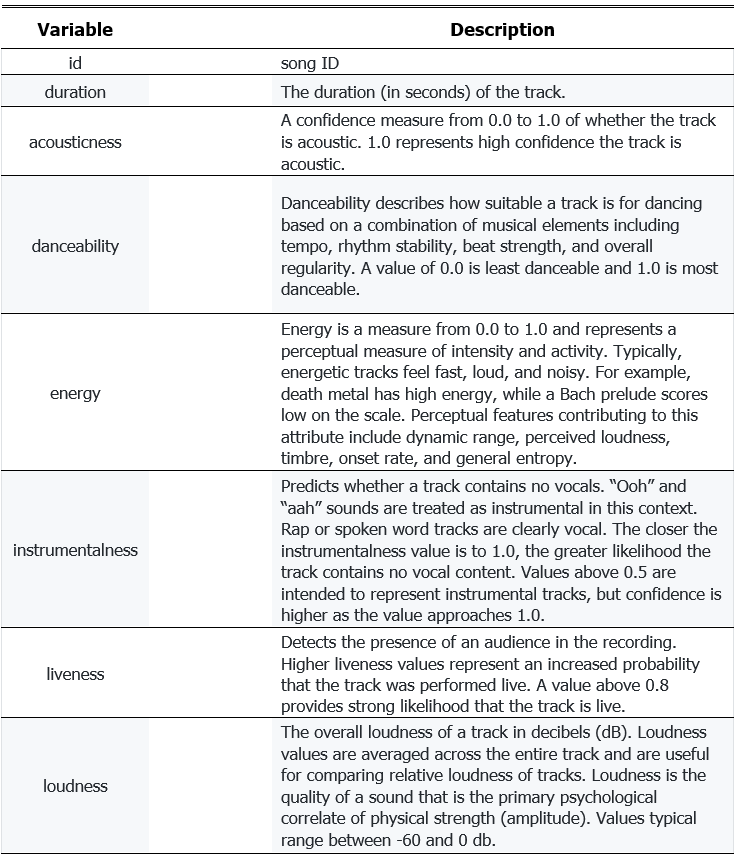 Variable Description
id song ID
duration The duration (in seconds) of the track.
A confidence measure from 0.0 to 1.0 of whether the track
acousticness is acoustic. 1.0 represents high confidence the track is
acoustic.
Danceability describes how suitable a track is for dancing
based on a combination of musical elements including
danceability tempo, rhythm stability, beat strength, and overall
regularity. A value of 0.0 is least danceable and 1.0 is most
danceable.
Energy is a measure from 0.0 to 1.0 and represents a
perceptual measure of intensity and activity. Typically,
energetic tracks feel fast, loud, and noisy. For example,
energy death metal has high energy, while a Bach prelude scores
low on the scale. Perceptual features contributing to this
attribute include dynamic range, perceived loudness,
timbre, onset rate, and general entropy.
Predicts whether a track contains no vocals. “Ooh” and
“aah” sounds are treated as instrumental in this context.
Rap or spoken word tracks are clearly vocal. The closer the
instrumentalness instrumentalness value is to 1.0, the greater likelihood the
track contains no vocal content. Values above 0.5 are
intended to represent instrumental tracks, but confidence is
higher as the value approaches 1.0.
Detects the presence of an audience in the recording.
Higher liveness values represent an increased probability
liveness that the track was performed live. A value above 0.8
provides strong likelihood that the track is live.
The overall loudness of a track in decibels (dB). Loudness
values are averaged across the entire track and are useful
for comparing relative loudness of tracks. Loudness is the
loudness quality of a sound that is the primary psychological
correlate of physical strength (amplitude). Values typical
range between -60 and 0 db.